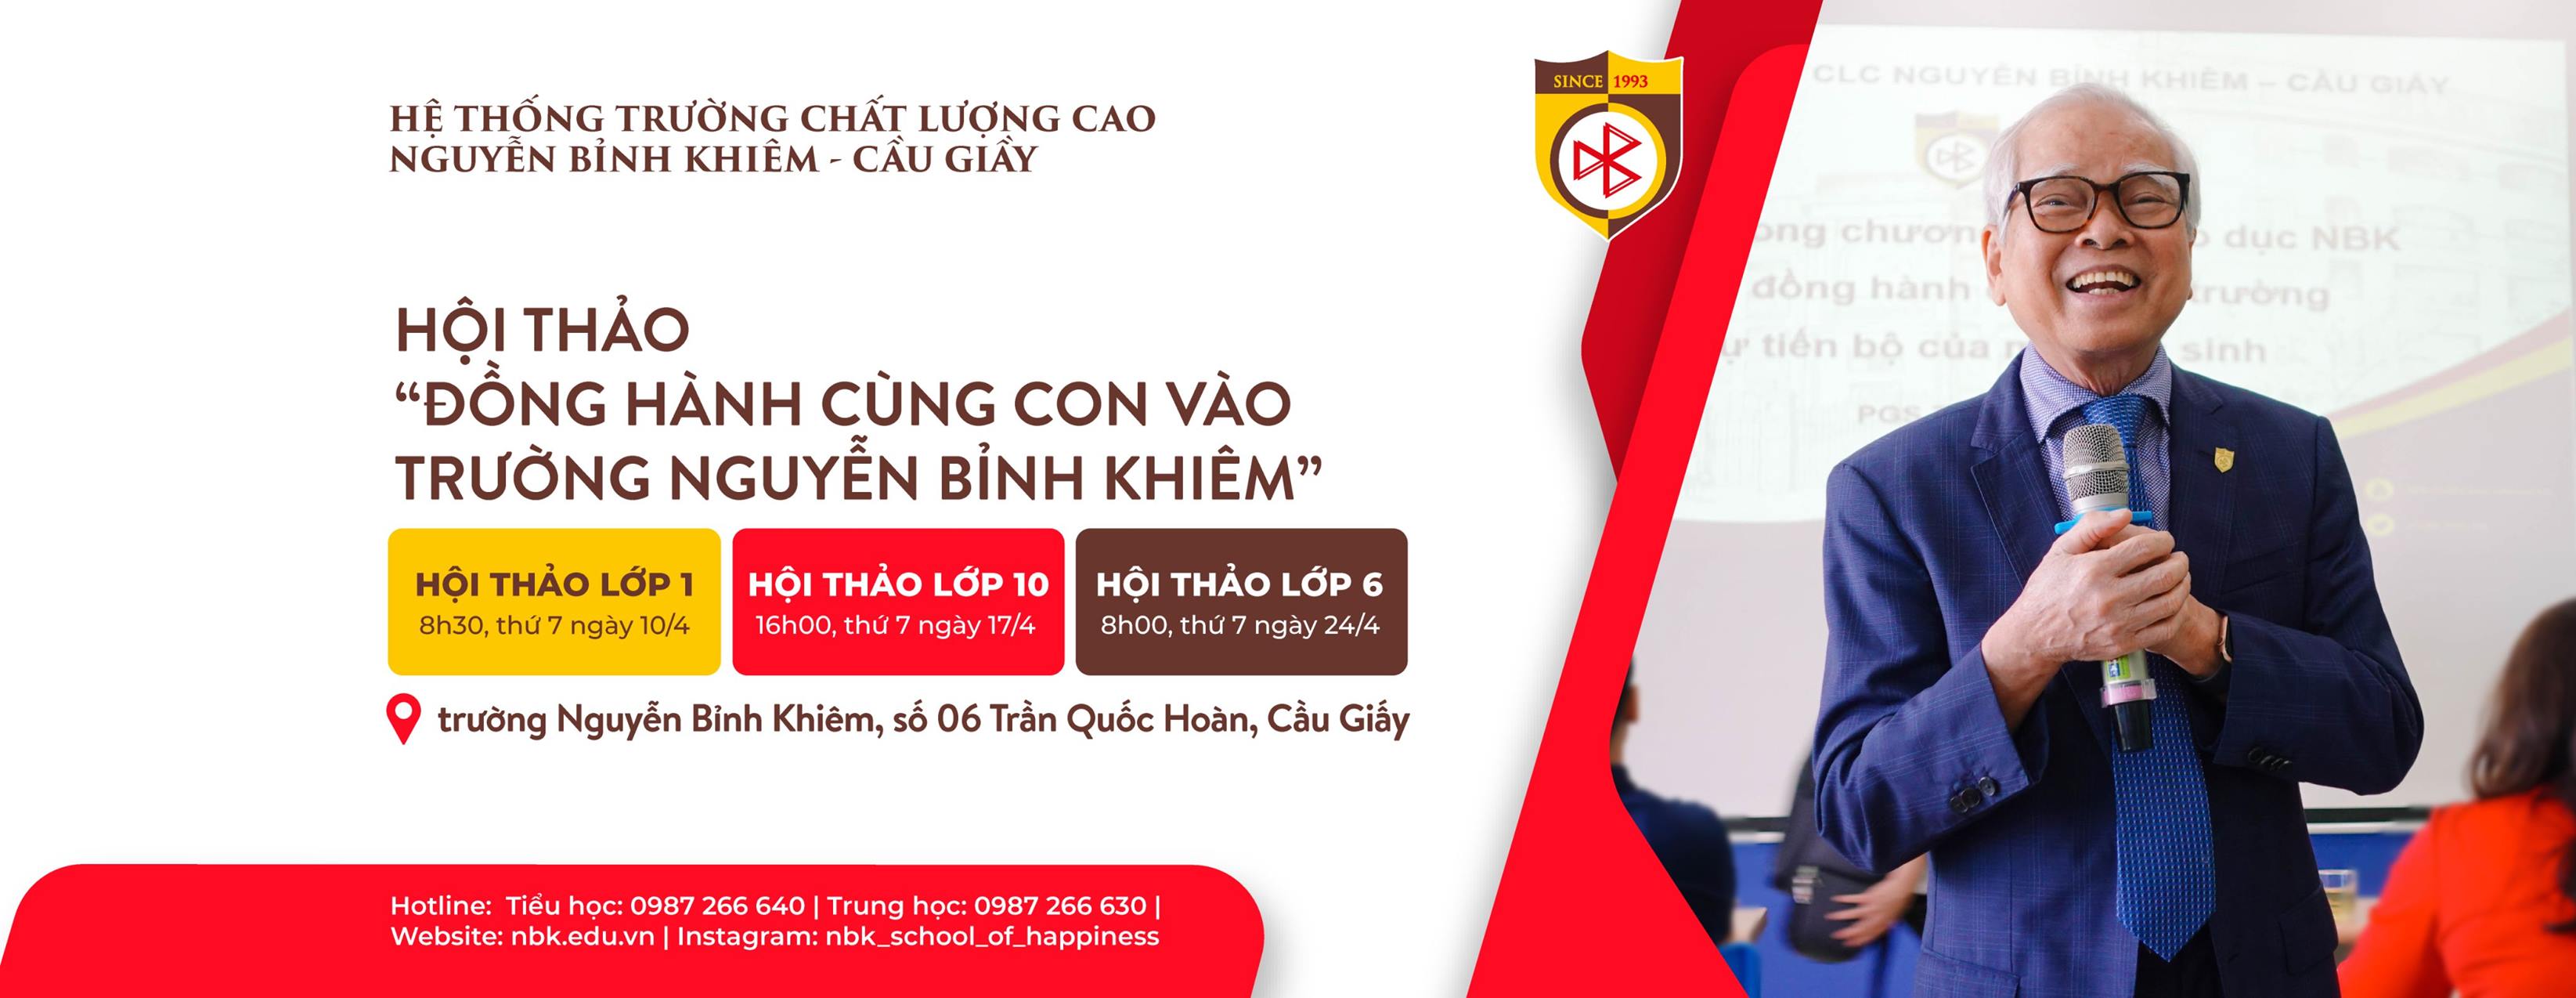 HỆ THỐNG TRƯỜNG CHẤT LƯỢNG CAO
NGUYỄN BỈNH KHIÊM - CẦU GIẤY
SINCE 1993
HỘI THẢO
“ĐỒNG HÀNH CÙNG CON VÀO
TRƯỜNG NGUYỄN BỈNH KHIÊM”
HỘI THẢO LỚP 1
8h30, thứ 7 ngày 10/4
HỘI THẢO LỚP 10
16h00, thứ 7 ngày 17/4
HỘI THẢO LỚP 6
8h00, thứ 7 ngày 24/4
trường Nguyễn Bỉnh Khiêm, số 06 Trần Quốc Hoàn, Cầu Giấy
Hotline: Tiểu học: 0987 266 640 | Trung học: 0987 266 630 |
Website: nbk.edu.vn | Instagram: nbk_school_of_happiness
CLC NGUYỄN BỈNH KHIÊM – CẦU GIẤY
dục NBK
đồng hành trường
tiến bộ của sinh
PGS